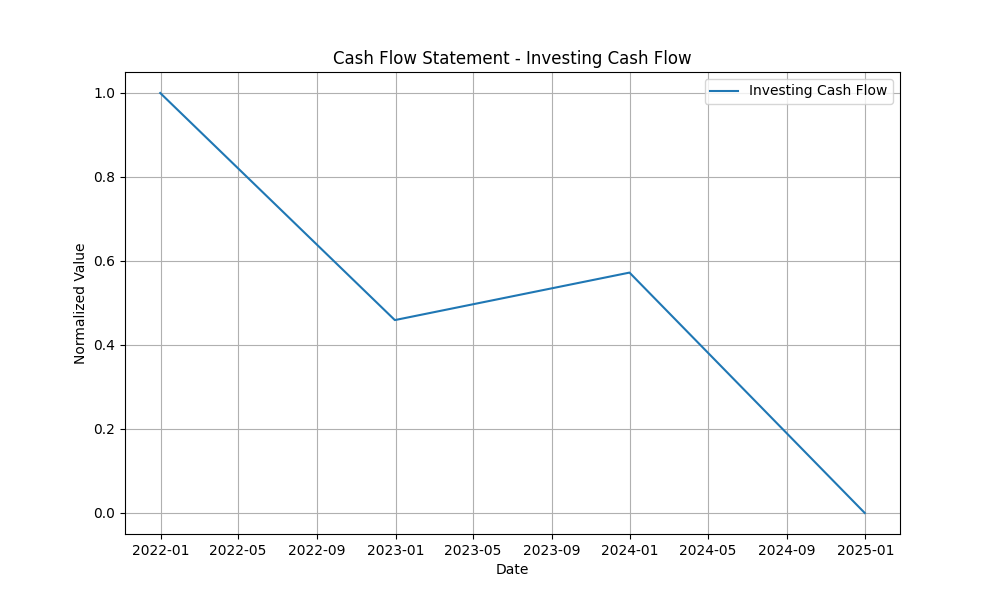 Cash Flow Statement - Investing Cash Flow
Investing Cash Flow
Normalized Value
1.0
0.8
0.6
0.4
0.2
0.0
2022-01 2022-05 2022-09 2023-01 2023-05 2023-09 2024-01 2024-05 2024-09 2025-01
Date